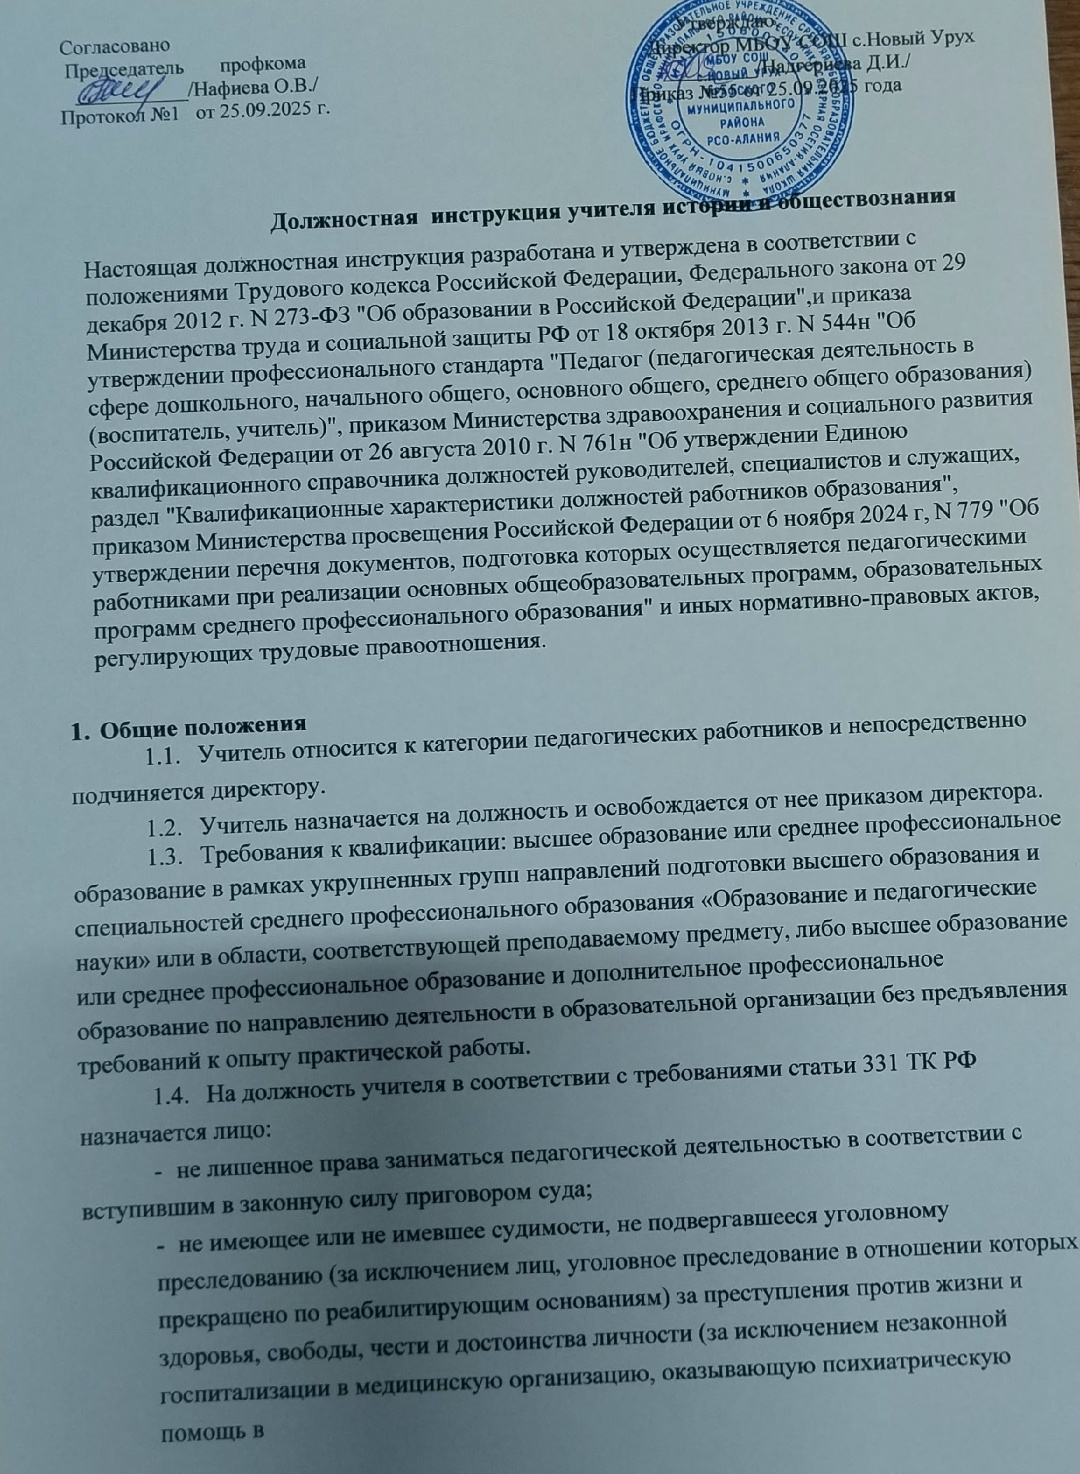 Согласовано
Председатель профкома
/Нафиева О.В./
Протокол №1 от 25.09.2025 г.
Утверждаю
Директор МБОУ СОШ с.Новый Урух
/Надгериева Д.И./
Приказ №55 от 25.09.2025 года
МБОУ СОШ
с.НОВЫЙ УРУХ
ИРАФСКОГО
МУНИЦИПАЛЬНОГО
РАЙОНА
РСО-АЛАНИЯ
ОГРН-1041500650377
Должностная инструкция учителя истории и обществознания
Настоящая должностная инструкция разработана и утверждена в соответствии с
положениями Трудового кодекса Российской Федерации, Федерального закона от 29
декабря 2012 г. N 273-ФЗ "Об образовании в Российской Федерации",и приказа
Министерства труда и социальной защиты РФ от 18 октября 2013 г. N 544н "Об
утверждении профессионального стандарта "Педагог (педагогическая деятельность в
сфере дошкольного, начального общего, основного общего, среднего общего образования)
(воспитатель, учитель)", приказом Министерства здравоохранения и социального развития
Российской Федерации от 26 августа 2010 г. N 761н "Об утверждении Единою
квалификационного справочника должностей руководителей, специалистов и служащих,
раздел "Квалификационные характеристики должностей работников образования",
приказом Министерства просвещения Российской Федерации от 6 ноября 2024 г, N 779 "Об
утверждении перечня документов, подготовка которых осуществляется педагогическими
работниками при реализации основных общеобразовательных программ, образовательных
программ среднего профессионального образования" и иных нормативно-правовых актов,
регулирующих трудовые правоотношения.
1. Общие положения
1.1. Учитель относится к категории педагогических работников и непосредственно
подчиняется директору.
1.2. Учитель назначается на должность и освобождается от нее приказом директора.
1.3. Требования к квалификации: высшее образование или среднее профессиональное
образование в рамках укрупненных групп направлений подготовки высшего образования и
специальностей среднего профессионального образования «Образование и педагогические
науки» или в области, соответствующей преподаваемому предмету, либо высшее образование
или среднее профессиональное образование и дополнительное профессиональное
образование по направлению деятельности в образовательной организации без предъявления
требований к опыту практической работы.
1.4. На должность учителя в соответствии с требованиями статьи 331 ТК РФ
назначается лицо:
- не лишенное права заниматься педагогической деятельностью в соответствии с
вступившим в законную силу приговором суда;
- не имеющее или не имевшее судимости, не подвергавшееся уголовному
преследованию (за исключением лиц, уголовное преследование в отношении которых
прекращено по реабилитирующим основаниям) за преступления против жизни и
здоровья, свободы, чести и достоинства личности (за исключением незаконной
госпитализации в медицинскую организацию, оказывающую психиатрическую
помощь в